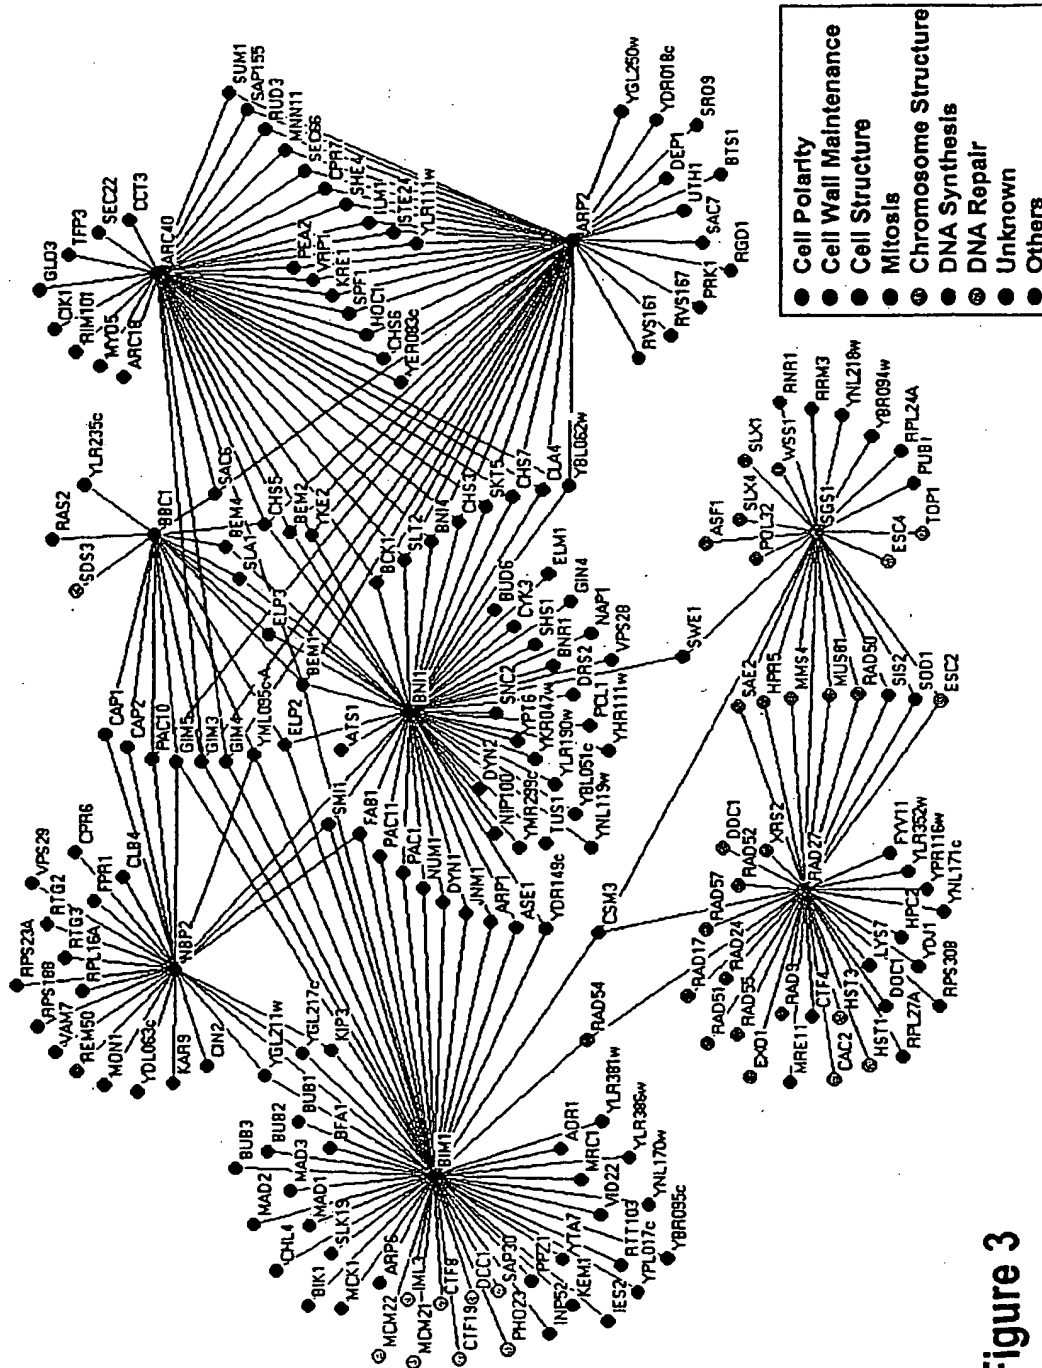 SUM1
SAP155
RUD3
MNN11
SEC66
CPR7
SHE4
ILM1
STE24
YLR111w
CCT3
SEC22
TFP3
GLO3
CIK1
RIM101
MYO5
ARC18
ARC40
PEA2
VRP1
KRE1
SPF1
HOC1
CHS6
YER083c
YGL250w
YDR018c
SRO9
DEP1
BTS1
UTH1
SAC7
RGD1
PRK1
RVS167
RVS161
ARP2
YLR235c
RAS2
SDS3
BBC1
SAC6
BEM4
CHS5
SLA1
BEM2
YKE2
ELP3
BEM1
BCK1
SLT2
BNI4
CHS3
SKT5
CHS7
CLA4
YBL062w
CAP1
CAP2
PAC10
GIM5
GIM3
GIM4
YML095c-A
ELP2
ATS1
BNI1
BUD6
CYK3
ELM1
SHS1
GIN4
BNR1
NAP1
SNC2
DRS2
VPS28
YPT6
YKR047w
PCL1
YLR190w
YHR111w
DYN2
NIP100
YMR299c
YBL051c
TUS1
YNL119w
SWE1
SMI1
FAB1
PAC11
PAC1
NUM1
DYN1
JNM1
ARP1
ASE1
YDR149c
CSM3
RAD54
CPR6
VPS29
RTG2
FPR1
CLB4
RPS23A
RTG3
RPL16A
VRPS18B
VAM7
REM50
MON1
YDL063c
KAR9
CIN2
NBP2
YGL211w
YGL217c
KIP3
BUB1
BUB2
BFA1
BUB3
MAD3
MAD2
MAD1
CHL4
SLK19
BIK1
MCK1
ARP6
MCM22
IML3
MCM21
CTF8
CTF19
DCC1
SAP30
PHO23
PPZ1
INP52
YTA7
KEM1
IES2
YPL017c
RTT103
YBR095c
VID22
YNL170w
MRC1
YLR386w
AOR1
YLR381w
BIM1
ASF1
SLX4
SLX1
POL32
WSS1
RNR1
RRM3
YNL218w
YBR094w
RPL24A
PUB1
TOP1
ESC4
SGS1
SAE2
HPR5
MMS4
MUS81
RAD50
SIS2
SOD1
ESC2
DDC1
XRS2
RAD52
RAD57
RAD17
RAD24
RAD51
RAD55
EXO1
RAD9
MRE11
CTF4
CAC2
HST3
HST1
DOC1
RPL27A
LYS7
RPS30B
YDJ1
HPC2
YNL171c
YPR116w
YLR352w
FYV11
RAD27
Cell Polarity
Cell Wall Maintenance
Cell Structure
Mitosis
Chromosome Structure
DNA Synthesis
DNA Repair
Unknown
Others
Figure 3